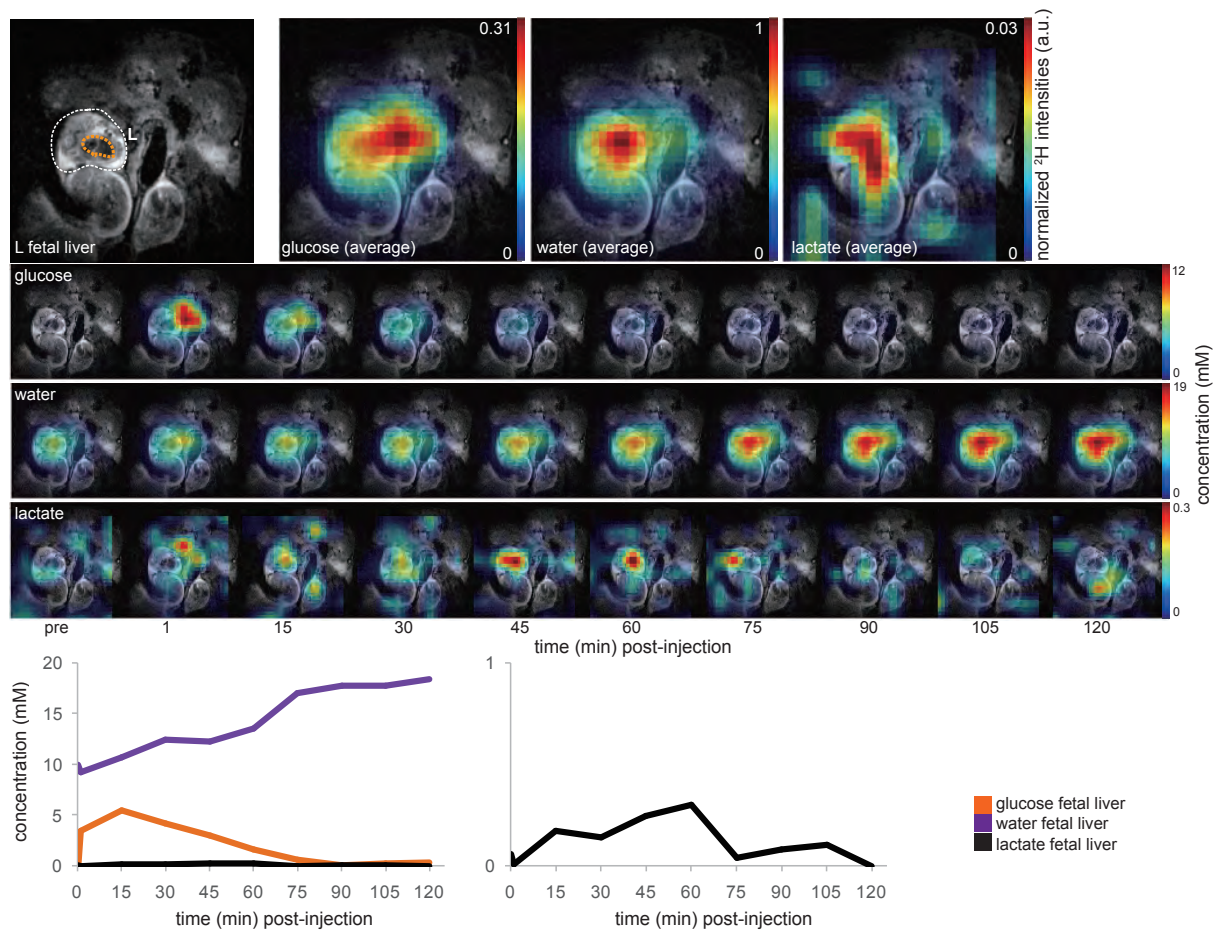 L
L fetal liver
0.31
0
glucose (average)
1
0
water (average)
0.03
0
lactate (average)
normalized ²H intensities (a.u.)
glucose
12
0
water
19
0
lactate
0.3
0
concentration (mM)
pre 1 15 30 45 60 75 90 105 120
time (min) post-injection
20
15
10
5
0
concentration (mM)
0 15 30 45 60 75 90 105 120
time (min) post-injection
1
0
0 15 30 45 60 75 90 105 120
time (min) post-injection
glucose fetal liver
water fetal liver
lactate fetal liver